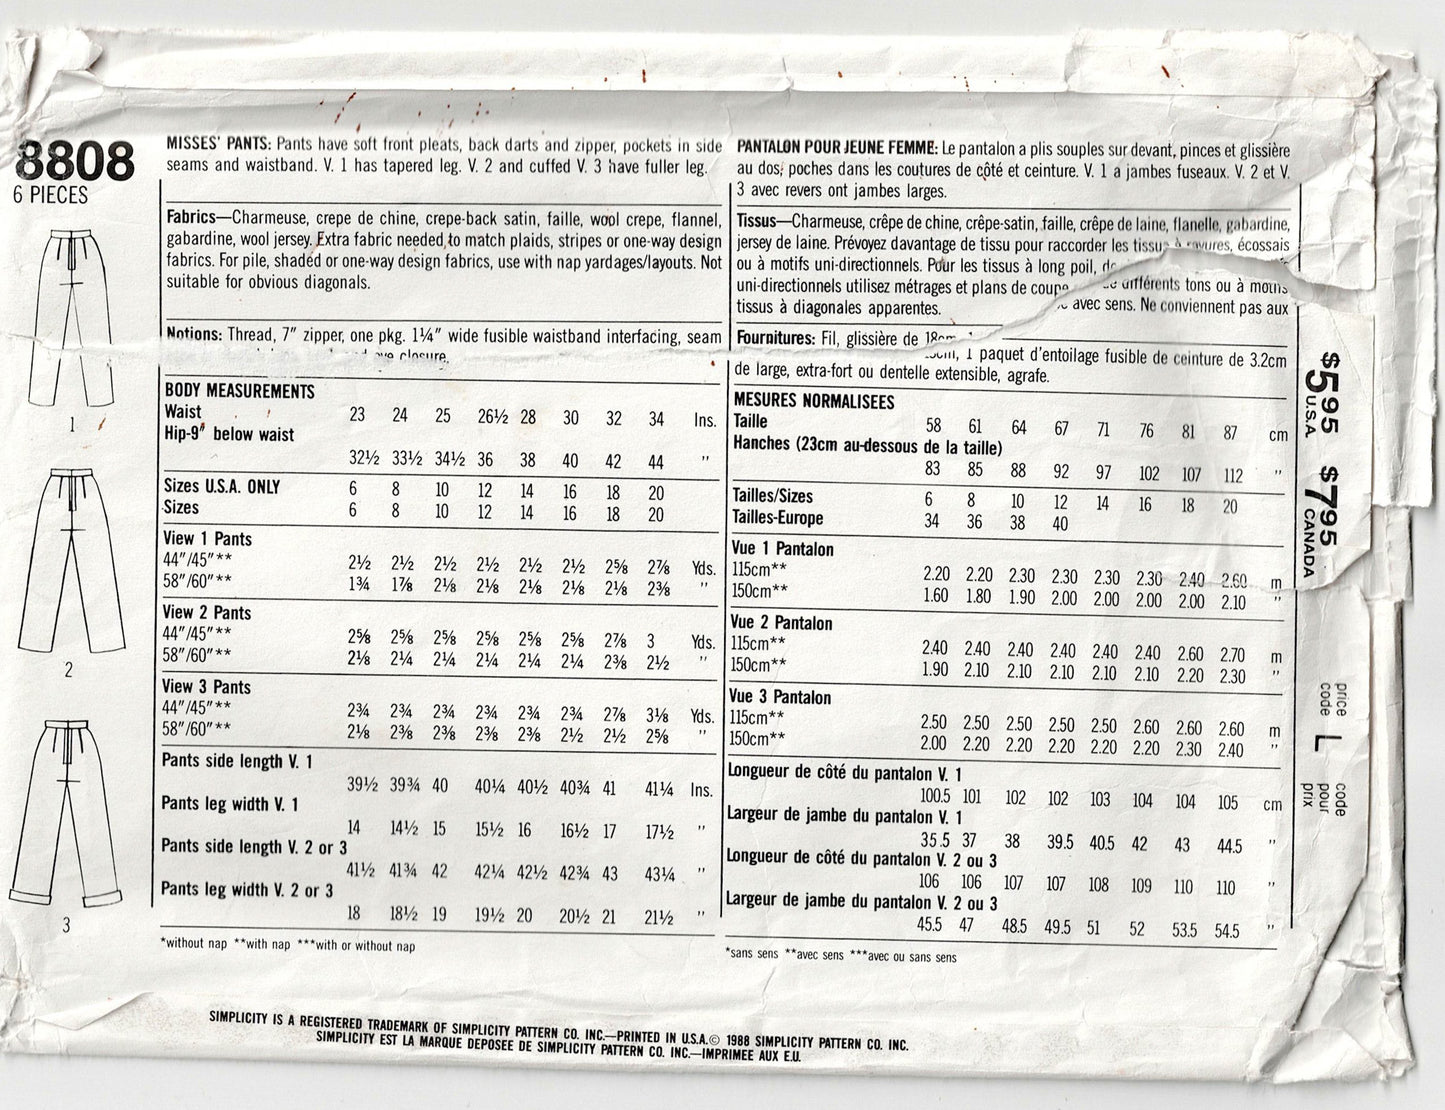 8808
6 PIECES
1
2
3
MISSES' PANTS: Pants have soft front pleats, back darts and zipper, pockets in side
seams and waistband. V. 1 has tapered leg. V. 2 and cuffed V. 3 have fuller leg.
Fabrics—Charmeuse, crepe de chine, crepe-back satin, faille, wool crepe, flannel,
gabardine, wool jersey. Extra fabric needed to match plaids, stripes or one-way design
fabrics. For pile, shaded or one-way design fabrics, use with nap yardages/layouts. Not
suitable for obvious diagonals.
Notions: Thread, 7" zipper, one pkg. 1¼" wide fusible waistband interfacing, seam
closure.
BODY MEASUREMENTS
Waist 23 24 25 26½ 28 30 32 34 Ins.
Hip-9" below waist
32½ 33½ 34½ 36 38 40 42 44 "
Sizes U.S.A. ONLY 6 8 10 12 14 16 18 20
Sizes 6 8 10 12 14 16 18 20
View 1 Pants
44"/45"** 2½ 2½ 2½ 2½ 2½ 2½ 2⅝ 2⅞ Yds.
58"/60"** 1¾ 1⅞ 2⅛ 2⅛ 2⅛ 2⅛ 2⅛ 2⅜ "
View 2 Pants
44"/45"** 2⅝ 2⅝ 2⅝ 2⅝ 2⅝ 2⅝ 2⅞ 3 Yds.
58"/60"** 2⅛ 2¼ 2¼ 2¼ 2¼ 2¼ 2⅜ 2½ "
View 3 Pants
44"/45"** 2¾ 2¾ 2¾ 2¾ 2¾ 2¾ 2⅞ 3⅛ Yds.
58"/60"** 2⅛ 2⅜ 2⅜ 2⅜ 2⅜ 2½ 2½ 2⅝ "
Pants side length V. 1
39½ 39¾ 40 40¼ 40½ 40¾ 41 41¼ Ins.
Pants leg width V. 1
14 14½ 15 15½ 16 16½ 17 17½ "
Pants side length V. 2 or 3
41½ 41¾ 42 42¼ 42½ 42¾ 43 43¼ "
Pants leg width V. 2 or 3
18 18½ 19 19½ 20 20½ 21 21½ "
*without nap **with nap ***with or without nap
PANTALON POUR JEUNE FEMME: Le pantalon a plis souples sur devant, pinces et glissière
au dos; poches dans les coutures de côté et ceinture. V. 1 a jambes fuseaux. V. 2 et V.
3 avec revers ont jambes larges.
Tissus—Charmeuse, crêpe de chine, crêpe-satin, faille, crêpe de laine, flanelle, gabardine,
jersey de laine. Prévoyez davantage de tissu pour raccorder les tissus à rayures, écossais
ou à motifs uni-directionnels. Pour les tissus à long poil,
différents tons ou à motifs
uni-directionnels utilisez métrages et plans de coupe
avec sens. Ne conviennent pas aux
tissus à diagonales apparentes.
Fournitures: Fil, glissière de 18cm, 1 paquet d'entoilage fusible de ceinture de 3.2cm
de large, extra-fort ou dentelle extensible, agrafe.
MESURES NORMALISEES
Taille 58 61 64 67 71 76 81 87 cm
Hanches (23cm au-dessous de la taille)
83 85 88 92 97 102 107 112 "
Tailles/Sizes 6 8 10 12 14 16 18 20
Tailles-Europe 34 36 38 40
Vue 1 Pantalon
115cm** 2.20 2.20 2.30 2.30 2.30 2.30 2.40 2.60 m
150cm** 1.60 1.80 1.90 2.00 2.00 2.00 2.00 2.10 "
Vue 2 Pantalon
115cm** 2.40 2.40 2.40 2.40 2.40 2.40 2.60 2.70 m
150cm** 1.90 2.10 2.10 2.10 2.10 2.10 2.20 2.30 "
Vue 3 Pantalon
115cm** 2.50 2.50 2.50 2.50 2.50 2.60 2.60 2.60 m
150cm** 2.00 2.20 2.20 2.20 2.20 2.20 2.30 2.40 "
Longueur de côté du pantalon V. 1
100.5 101 102 102 103 104 104 105 cm
Largeur de jambe du pantalon V. 1
35.5 37 38 39.5 40.5 42 43 44.5 "
Longueur de côté du pantalon V. 2 ou 3
106 106 107 107 108 109 110 110 "
Largeur de jambe du pantalon V. 2 ou 3
45.5 47 48.5 49.5 51 52 53.5 54.5 "
*sans sens **avec sens ***avec ou sans sens
$5.95 U.S.A.
$7.95 CANADA
price
code
L
code
pour
prix
SIMPLICITY IS A REGISTERED TRADEMARK OF SIMPLICITY PATTERN CO. INC.—PRINTED IN U.S.A.© 1988 SIMPLICITY PATTERN CO. INC.
SIMPLICITY EST LA MARQUE DEPOSEE DE SIMPLICITY PATTERN CO. INC.—IMPRIMEE AUX E.U.